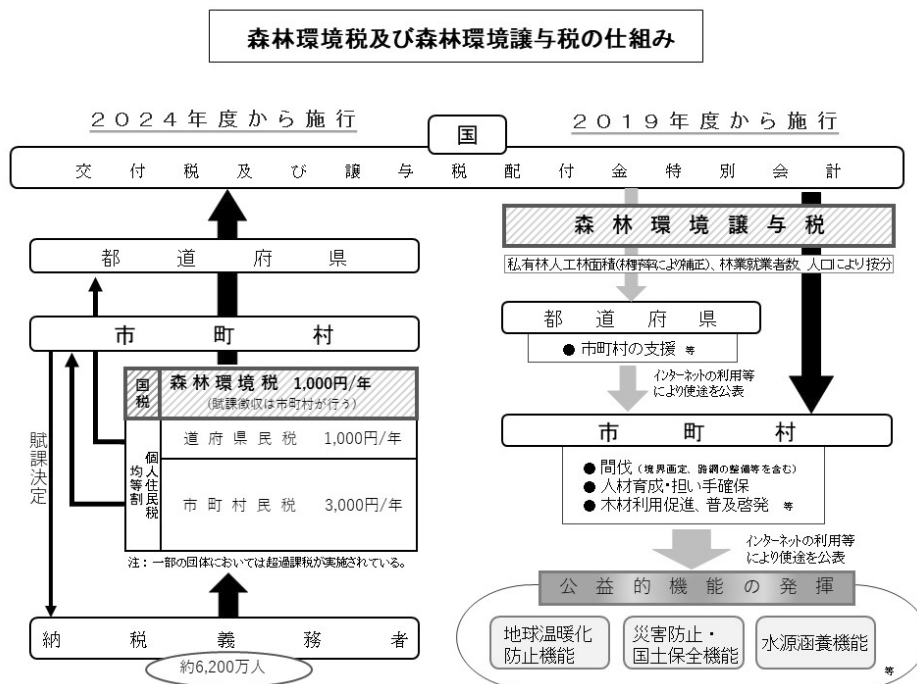 森林環境税及び森林環境譲与税の仕組み
2024年度から施行
国
2019年度から施行
交付税及び譲与税配付金特別会計
都道府県
市町村
国税
森林環境税 1,000円/年
(賦課徴収は市町村が行う)
個人住民税
均等割
道府県民税 1,000円/年
市町村民税 3,000円/年
注:一部の団体においては超過課税が実施されている。
賦課決定
納税義務者
約6,200万人
森林環境譲与税
私有林人工林面積(林野率により補正)、林業就業者数、人口により按分
都道府県
● 市町村の支援 等
インターネットの利用等
により使途を公表
市町村
● 間伐(境界画定、路網の整備等を含む)
● 人材育成・担い手確保
● 木材利用促進、普及啓発 等
インターネットの利用等
により使途を公表
公益的機能の発揮
地球温暖化
防止機能
災害防止・
国土保全機能
水源涵養機能
等